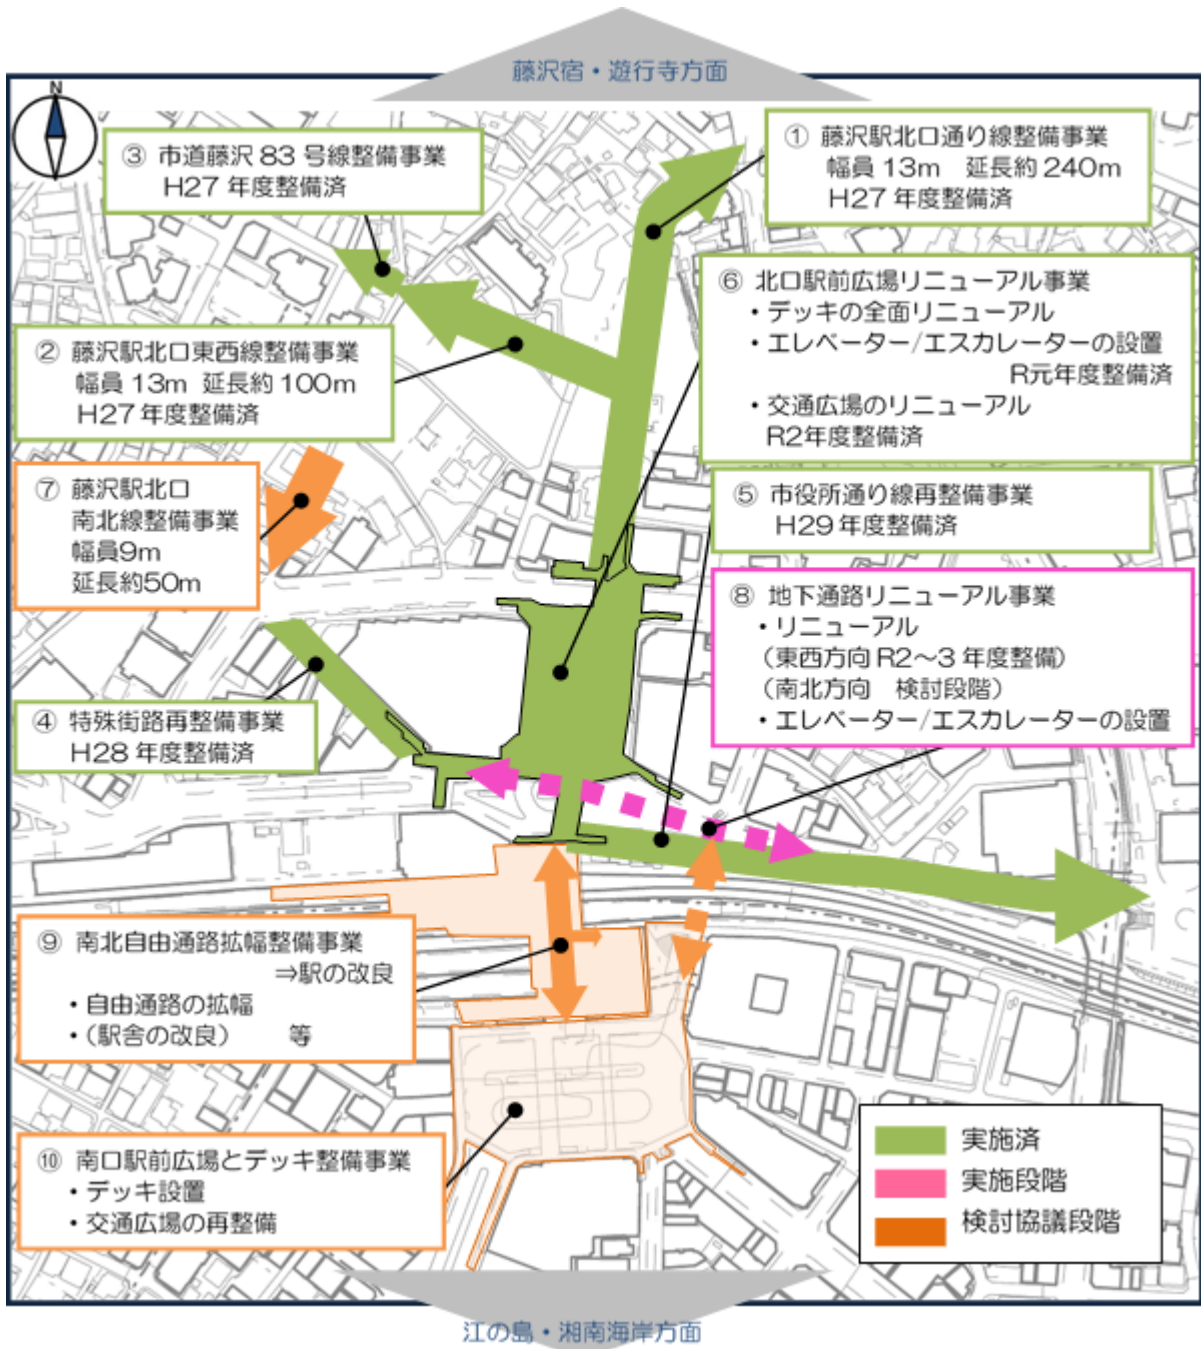 藤沢宿・遊行寺方面
N
① 藤沢駅北口通り線整備事業
幅員 13m 延長約 240m
H27 年度整備済
③ 市道藤沢 83 号線整備事業
H27 年度整備済
⑥ 北口駅前広場リニューアル事業
・デッキの全面リニューアル
・エレベーター/エスカレーターの設置
R元年度整備済
・交通広場のリニューアル
R2年度整備済
② 藤沢駅北口東西線整備事業
幅員 13m 延長約 100m
H27 年度整備済
⑦ 藤沢駅北口
南北線整備事業
幅員9m
延長約50m
⑤ 市役所通り線再整備事業
H29 年度整備済
⑧ 地下通路リニューアル事業
・リニューアル
（東西方向 R2～3 年度整備）
（南北方向 検討段階）
・エレベーター/エスカレーターの設置
④ 特殊街路再整備事業
H28 年度整備済
⑨ 南北自由通路拡幅整備事業
⇒駅の改良
・自由通路の拡幅
・（駅舎の改良） 等
⑩ 南口駅前広場とデッキ整備事業
・デッキ設置
・交通広場の再整備
実施済
実施段階
検討協議段階
江の島・湘南海岸方面